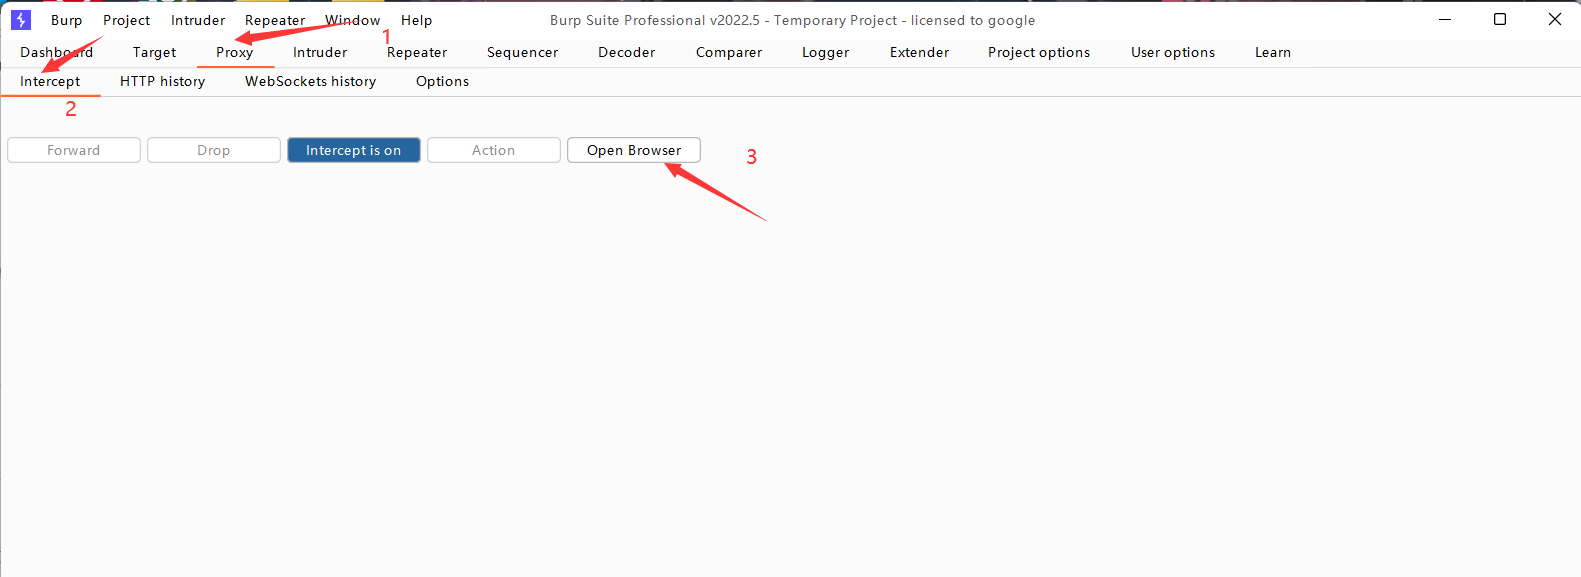 Burp Project Intruder Repeater Window Help Burp Suite Professional v2022.5 - Temporary Project - licensed to google
1
Dashboard Target Proxy Intruder Repeater Sequencer Decoder Comparer Logger Extender Project options User options Learn
Intercept HTTP history WebSockets history Options
2
Forward Drop Intercept is on Action Open Browser 3